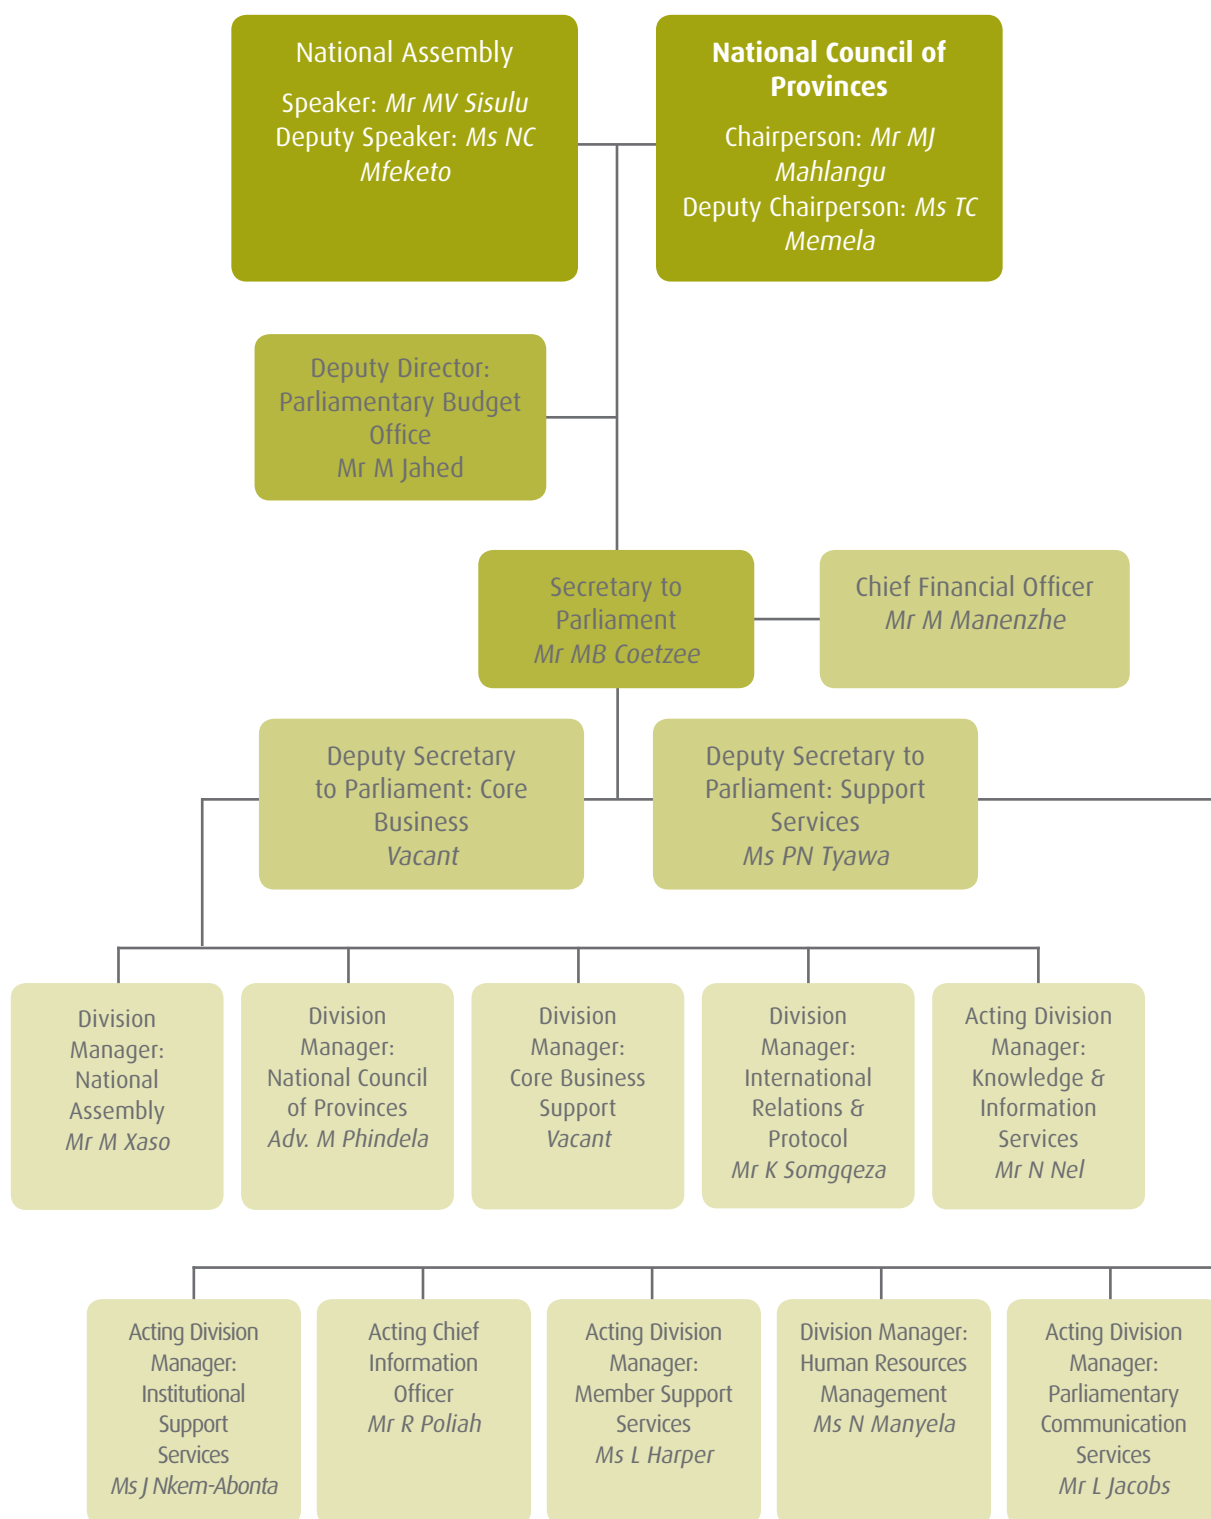 National Assembly
Speaker: Mr MV Sisulu
Deputy Speaker: Ms NC
Mfeketo
National Council of
Provinces
Chairperson: Mr MJ
Mahlangu
Deputy Chairperson: Ms TC
Memela
Deputy Director:
Parliamentary Budget
Office
Mr M Jahed
Secretary to
Parliament
Mr MB Coetzee
Chief Financial Officer
Mr M Manenzhe
Deputy Secretary
to Parliament: Core
Business
Vacant
Deputy Secretary to
Parliament: Support
Services
Ms PN Tyawa
Division
Manager:
National
Assembly
Mr M Xaso
Division
Manager:
National Council
of Provinces
Adv. M Phindela
Division
Manager:
Core Business
Support
Vacant
Division
Manager:
International
Relations &
Protocol
Mr K Somgqeza
Acting Division
Manager:
Knowledge &
Information
Services
Mr N Nel
Acting Division
Manager:
Institutional
Support
Services
Ms J Nkem-Abonta
Acting Chief
Information
Officer
Mr R Poliah
Acting Division
Manager:
Member Support
Services
Ms L Harper
Division Manager:
Human Resources
Management
Ms N Manyela
Acting Division
Manager:
Parliamentary
Communication
Services
Mr L Jacobs